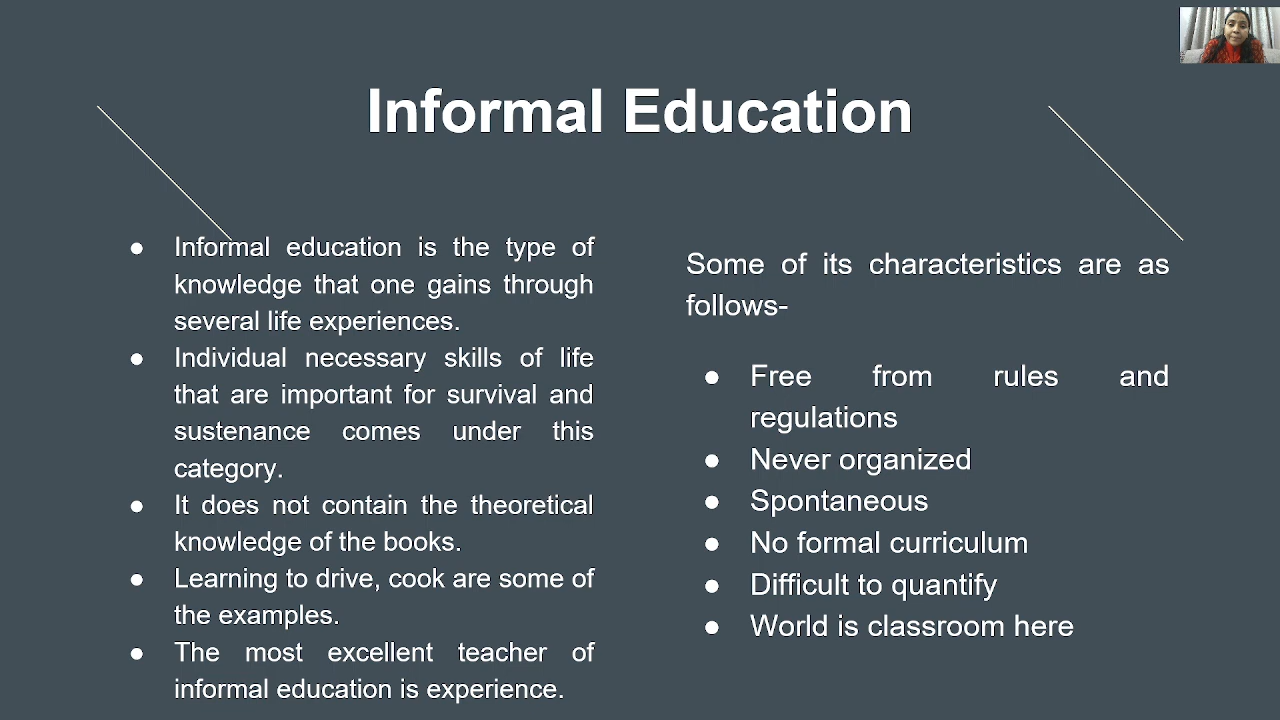 Informal Education
● Informal education is the type of
knowledge that one gains through
several life experiences.
● Individual necessary skills of life
that are important for survival and
sustenance comes under this
category.
● It does not contain the theoretical
knowledge of the books.
● Learning to drive, cook are some of
the examples.
● The most excellent teacher of
informal education is experience.
Some of its characteristics are as
follows-
● Free from rules and
regulations
● Never organized
● Spontaneous
● No formal curriculum
● Difficult to quantify
● World is classroom here